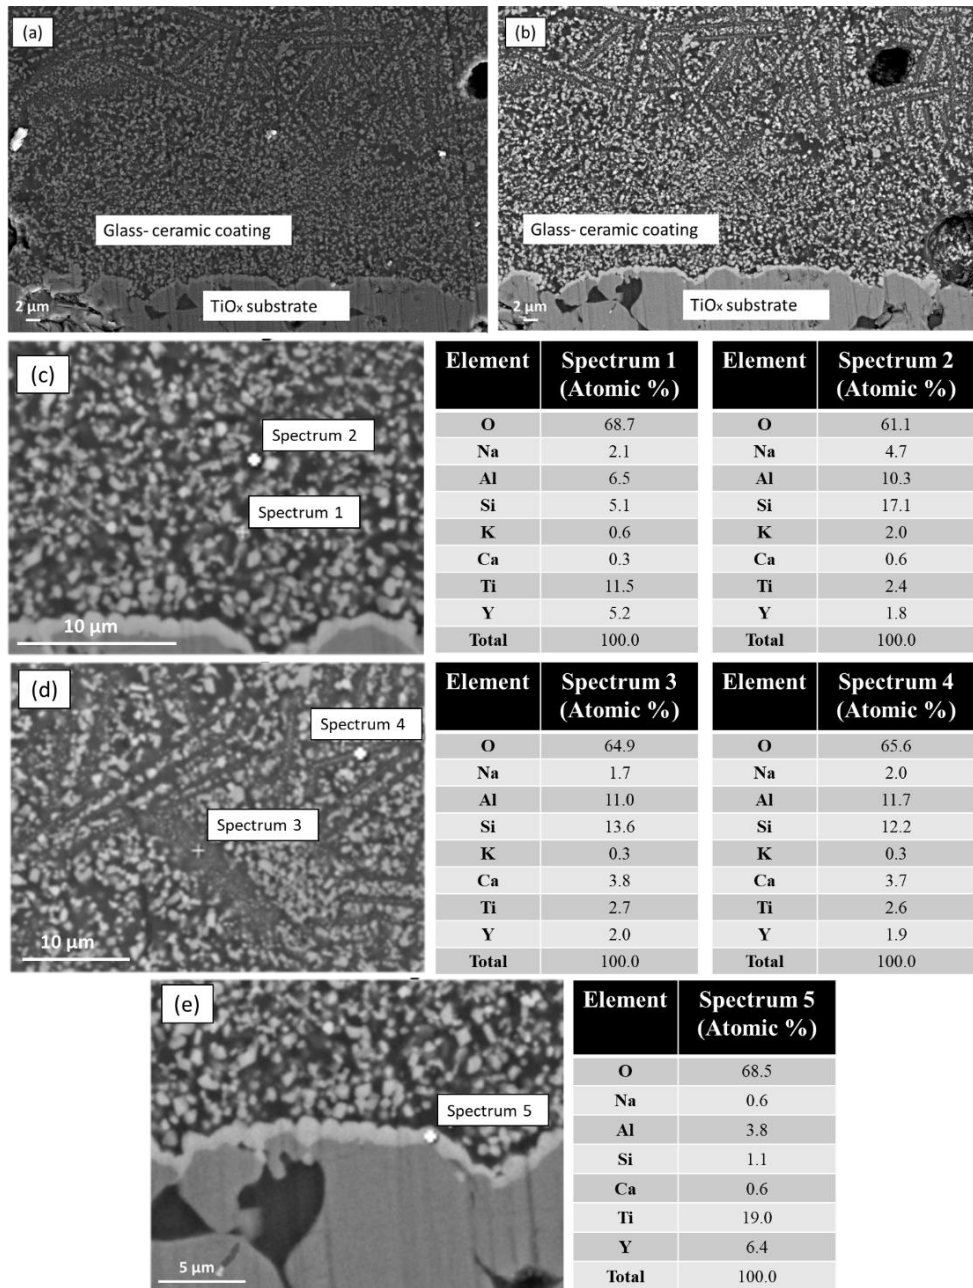 (a)
Glass- ceramic coating
TiOx substrate
2 µm
(b)
Glass- ceramic coating
TiOx substrate
2 µm
(c)
Spectrum 2
Spectrum 1
10 µm
Element Spectrum 1
(Atomic %)
O 68.7
Na 2.1
Al 6.5
Si 5.1
K 0.6
Ca 0.3
Ti 11.5
Y 5.2
Total 100.0
Element Spectrum 2
(Atomic %)
O 61.1
Na 4.7
Al 10.3
Si 17.1
K 2.0
Ca 0.6
Ti 2.4
Y 1.8
Total 100.0
(d)
Spectrum 4
Spectrum 3
10 µm
Element Spectrum 3
(Atomic %)
O 64.9
Na 1.7
Al 11.0
Si 13.6
K 0.3
Ca 3.8
Ti 2.7
Y 2.0
Total 100.0
Element Spectrum 4
(Atomic %)
O 65.6
Na 2.0
Al 11.7
Si 12.2
K 0.3
Ca 3.7
Ti 2.6
Y 1.9
Total 100.0
(e)
Spectrum 5
5 µm
Element Spectrum 5
(Atomic %)
O 68.5
Na 0.6
Al 3.8
Si 1.1
Ca 0.6
Ti 19.0
Y 6.4
Total 100.0